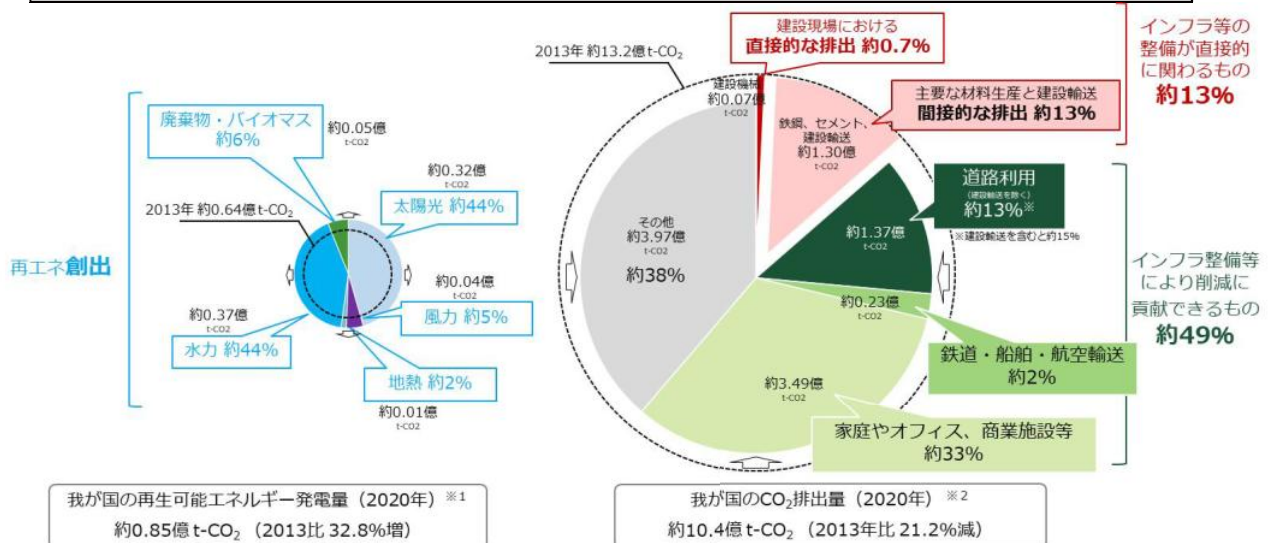 再エネ創出
廃棄物・バイオマス
約6%
約0.05億
t-CO2
2013年 約0.64億t-CO₂
約0.32億
t-CO2
太陽光 約44%
約0.04億
t-CO2
風力 約5%
約0.37億
t-CO2
水力 約44%
地熱 約2%
約0.01億
t-CO2
我が国の再生可能エネルギー発電量（2020年）※1
約0.85億 t-CO₂ （2013比 32.8%増）
2013年 約13.2億t-CO₂
建設機械
約0.07億
t-CO2
建設現場における
直接的な排出 約0.7%
主要な材料生産と建設輸送
間接的な排出 約13%
鉄鋼、セメント、
建設輸送
約1.30億
t-CO2
インフラ等の
整備が直接的
に関わるもの
約13%
道路利用
（建設輸送を除く）
約13%※
※建設輸送を含むと約15%
約1.37億
t-CO2
その他
約3.97億
t-CO2
約38%
約0.23億
t-CO2
鉄道・船舶・航空輸送
約2%
約3.49億
t-CO2
家庭やオフィス、商業施設等
約33%
インフラ整備等
により削減に
貢献できるもの
約49%
我が国のCO₂排出量（2020年）※2
約10.4億 t-CO₂ （2013年比 21.2%減）